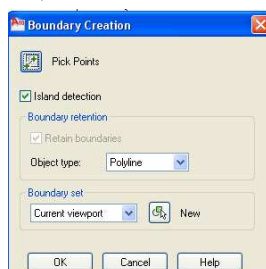 Boundary Creation
Pick Points
Island detection
Boundary retention
Retain boundaries
Object type: Polyline
Boundary set
Current viewport New
OK Cancel Help